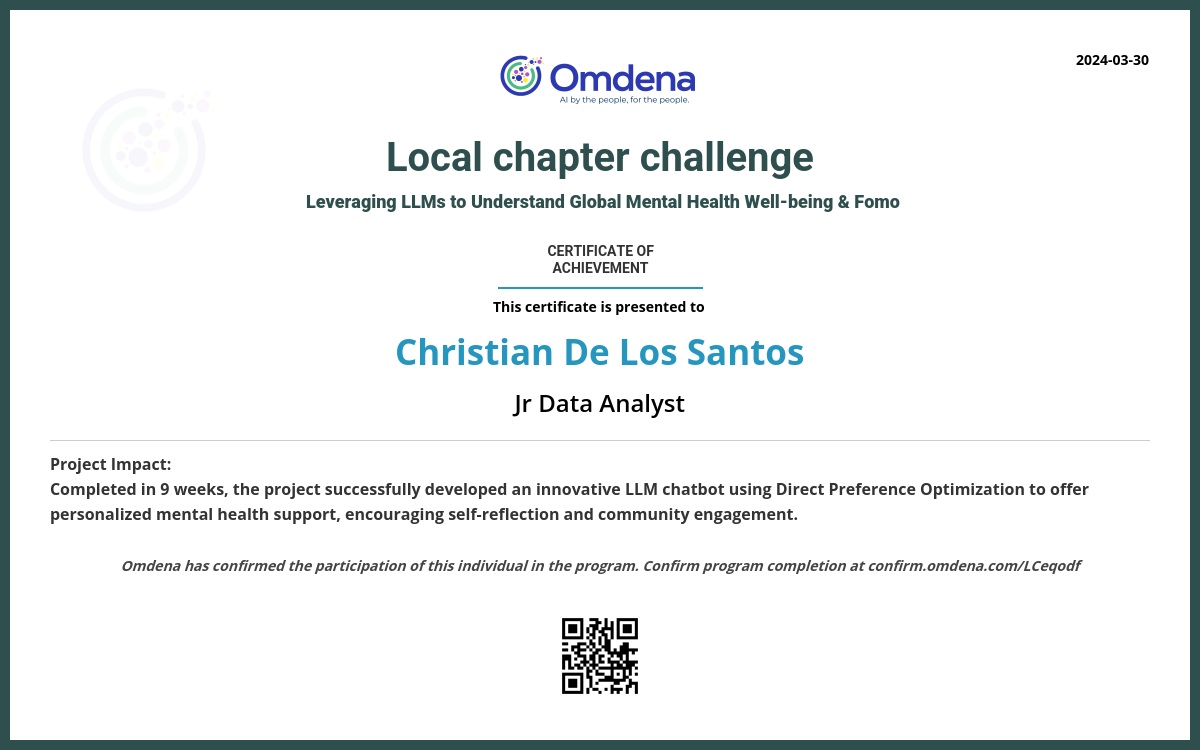 2024-03-30
Omdena
AI by the people, for the people.
Local chapter challenge
Leveraging LLMs to Understand Global Mental Health Well-being & Fomo
CERTIFICATE OF
ACHIEVEMENT
This certificate is presented to
Christian De Los Santos
Jr Data Analyst
Project Impact:
Completed in 9 weeks, the project successfully developed an innovative LLM chatbot using Direct Preference Optimization to offer
personalized mental health support, encouraging self-reflection and community engagement.
Omdena has confirmed the participation of this individual in the program. Confirm program completion at confirm.omdena.com/LCeqodf